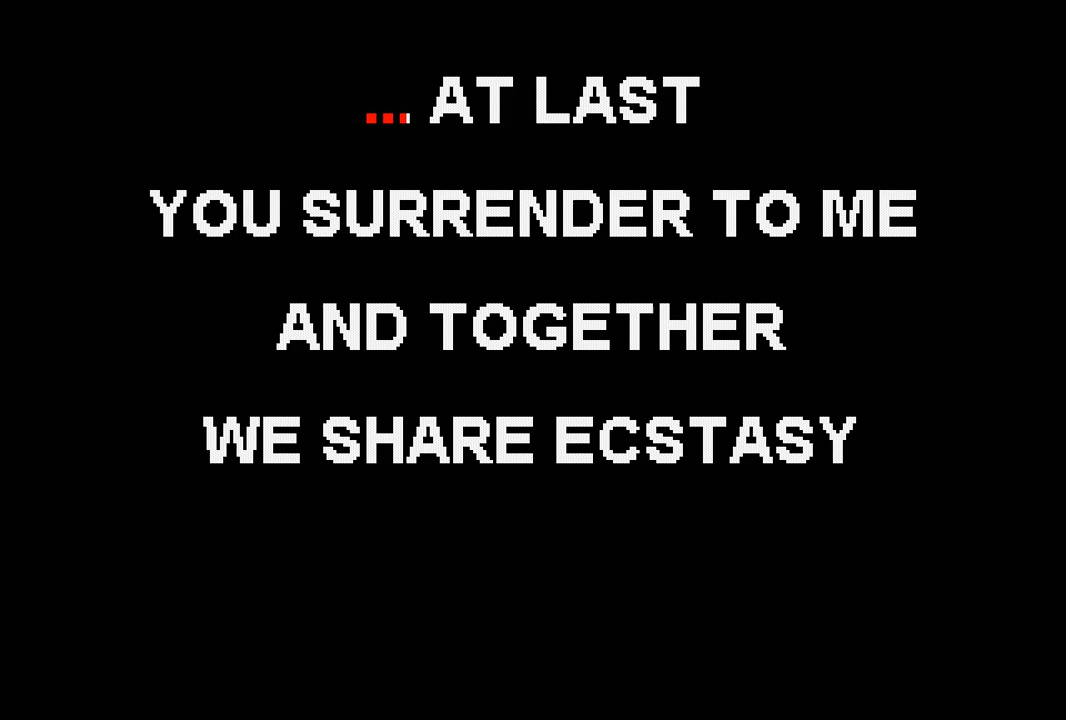 ... AT LAST
YOU SURRENDER TO ME
AND TOGETHER
WE SHARE ECSTASY